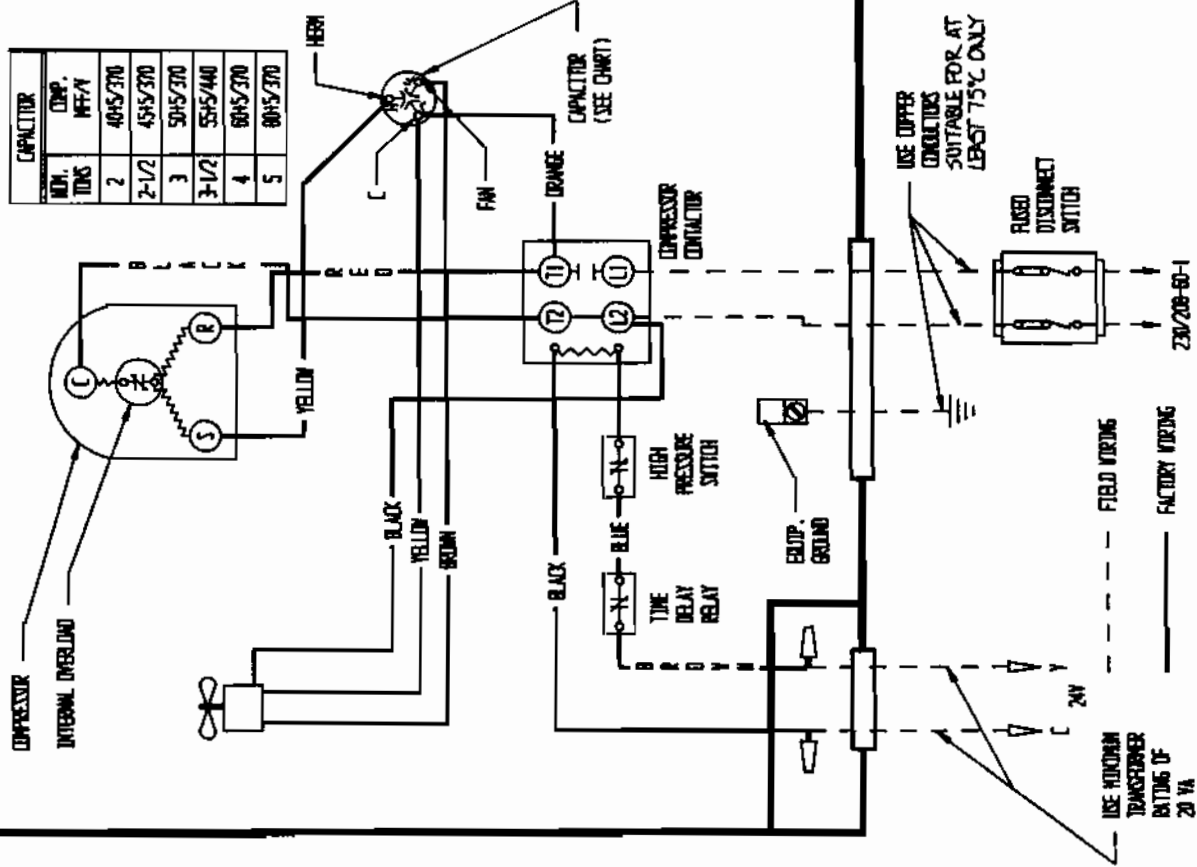 CAPACITOR
NOM. TONS
COMP.
2 40+5/370
2-1/2 45+5/370
3 50+5/370
3-1/2 55+5/440
4 60+5/370
5 80+5/370
HERM
C
FAN
CAPACITOR
(SEE CHART)
ORANGE
COMPRESSOR
INTERNAL OVERLOAD
C
S
R
BLACK
RED
YELLOW
BLACK
YELLOW
BROWN
T1
L1
T2
L2
COMPRESSOR
CONTACTOR
BLACK
HIGH
PRESSURE
SWITCH
BLUE
TIME
DELAY
RELAY
BROWN
EQUIP.
GROUND
USE COPPER
CONDUCTORS
SUITABLE FOR AT
LEAST 75°C ONLY
FUSED
DISCONNECT
SWITCH
230/208-60-1
C
Y
24V
USE MINIMUM
TRANSFORMER
RATING OF
20 VA
FIELD WIRING
FACTORY WIRING